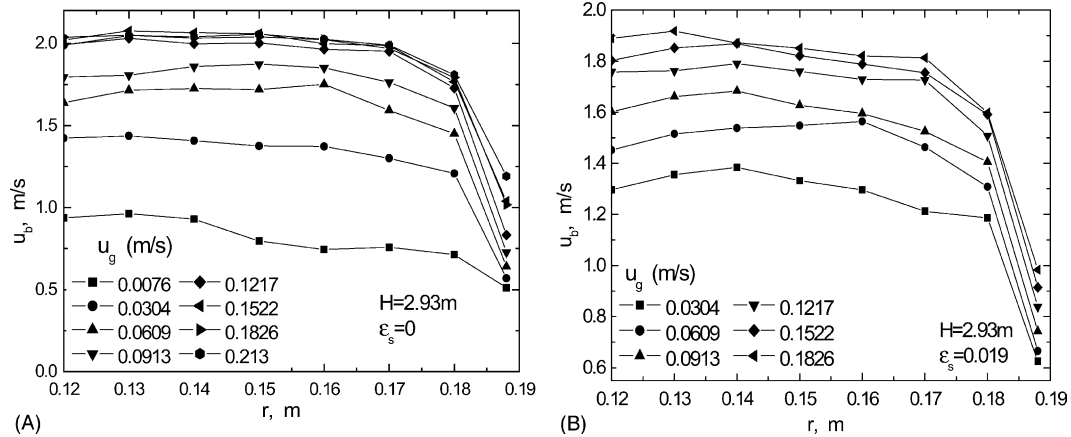 (A)
u_b, m/s
2.0
1.5
1.0
0.5
0.0
u_g (m/s)
0.0076
0.0304
0.0609
0.0913
0.1217
0.1522
0.1826
0.213
H=2.93m
ε_s=0
0.12 0.13 0.14 0.15 0.16 0.17 0.18 0.19
r, m
(B)
u_b, m/s
2.0
1.8
1.6
1.4
1.2
1.0
0.8
0.6
u_g (m/s)
0.0304
0.0609
0.0913
0.1217
0.1522
0.1826
H=2.93m
ε_s=0.019
0.12 0.13 0.14 0.15 0.16 0.17 0.18 0.19
r, m